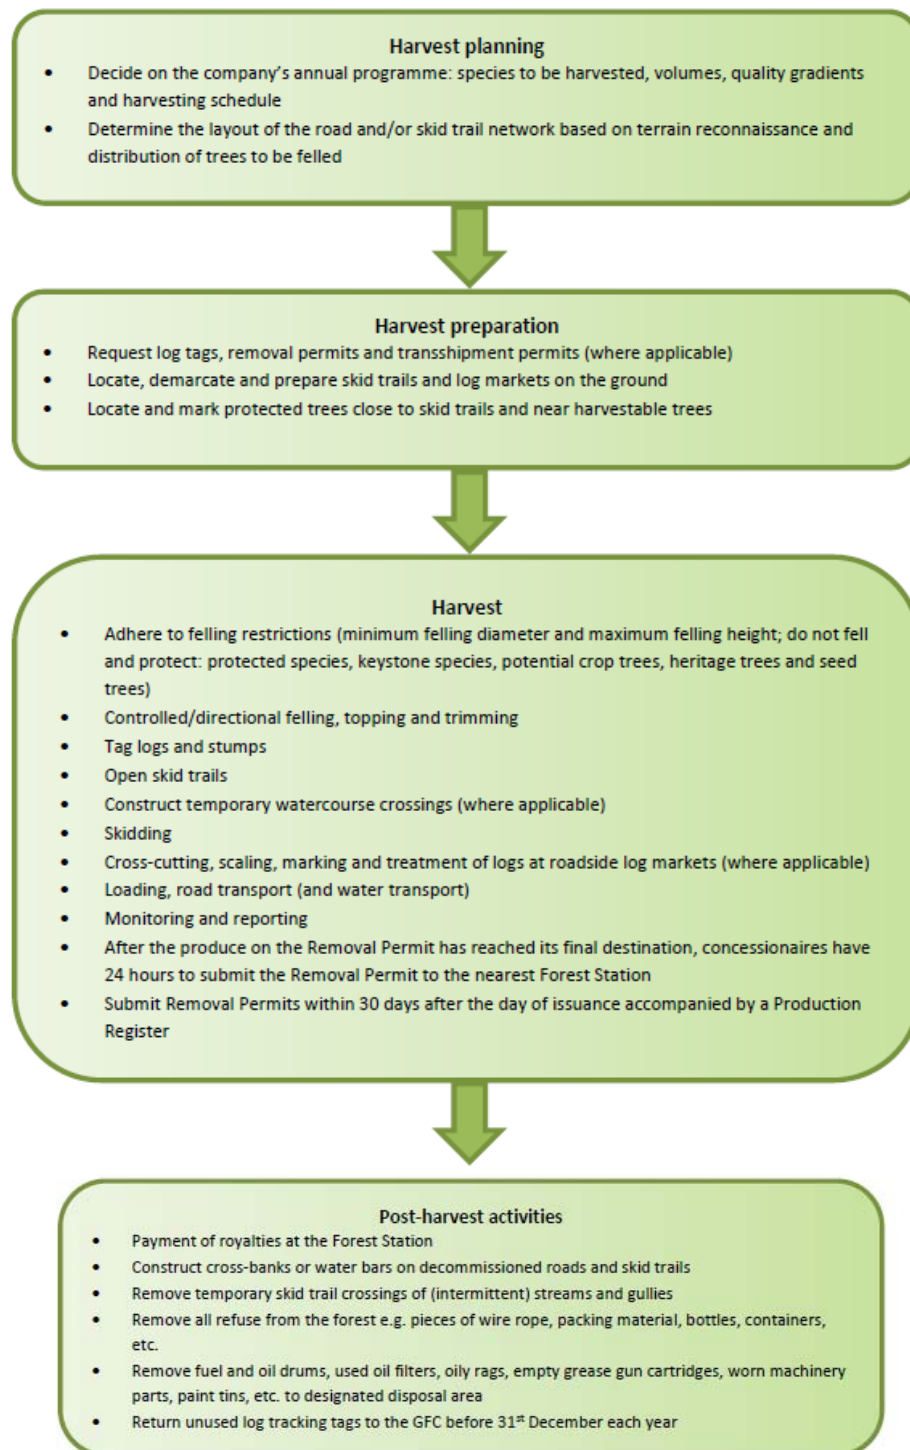 Harvest planning
• Decide on the company's annual programme: species to be harvested, volumes, quality gradients
and harvesting schedule
• Determine the layout of the road and/or skid trail network based on terrain reconnaissance and
distribution of trees to be felled
Harvest preparation
• Request log tags, removal permits and transshipment permits (where applicable)
• Locate, demarcate and prepare skid trails and log markets on the ground
• Locate and mark protected trees close to skid trails and near harvestable trees
Harvest
• Adhere to felling restrictions (minimum felling diameter and maximum felling height; do not fell
and protect: protected species, keystone species, potential crop trees, heritage trees and seed
trees)
• Controlled/directional felling, topping and trimming
• Tag logs and stumps
• Open skid trails
• Construct temporary watercourse crossings (where applicable)
• Skidding
• Cross-cutting, scaling, marking and treatment of logs at roadside log markets (where applicable)
• Loading, road transport (and water transport)
• Monitoring and reporting
• After the produce on the Removal Permit has reached its final destination, concessionaires have
24 hours to submit the Removal Permit to the nearest Forest Station
• Submit Removal Permits within 30 days after the day of issuance accompanied by a Production
Register
Post-harvest activities
• Payment of royalties at the Forest Station
• Construct cross-banks or water bars on decommissioned roads and skid trails
• Remove temporary skid trail crossings of (intermittent) streams and gullies
• Remove all refuse from the forest e.g. pieces of wire rope, packing material, bottles, containers,
etc.
• Remove fuel and oil drums, used oil filters, oily rags, empty grease gun cartridges, worn machinery
parts, paint tins, etc. to designated disposal area
• Return unused log tracking tags to the GFC before 31st December each year